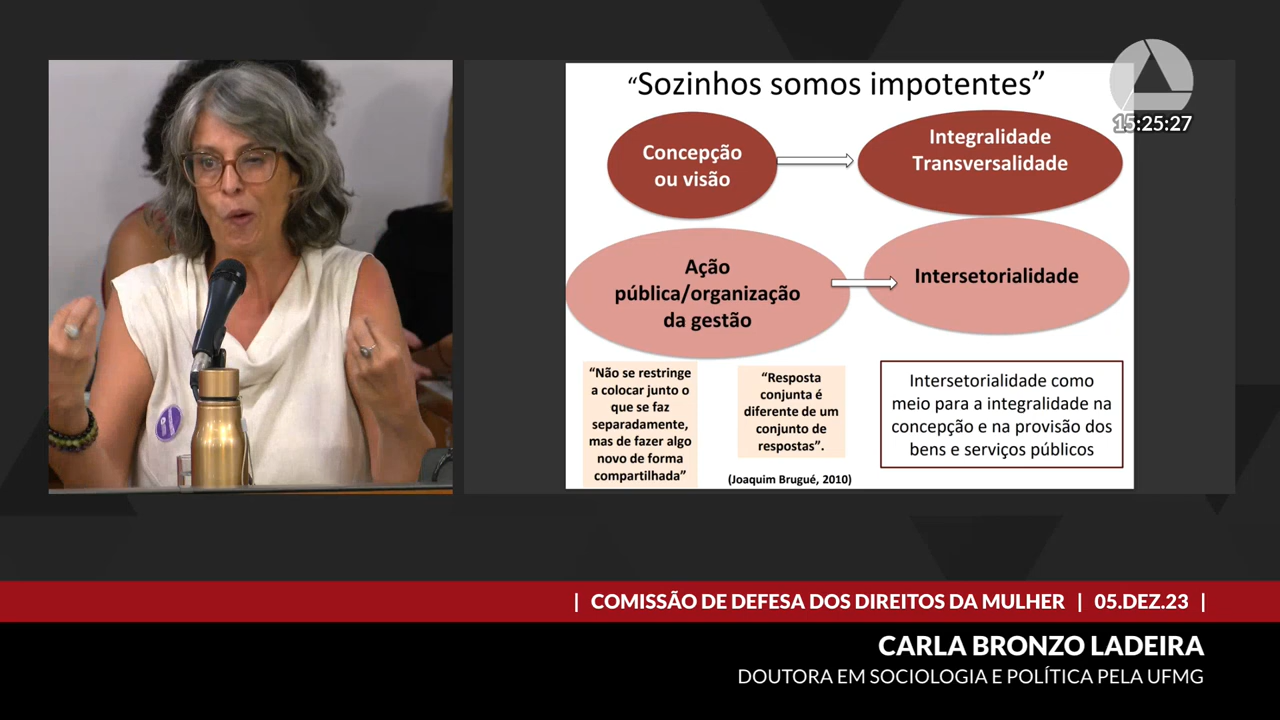 “Sozinhos somos impotentes”
15:25:27
Concepção
ou visão
Integralidade
Transversalidade
Ação
pública/organização
da gestão
Intersetorialidade
“Não se restringe
a colocar junto o
que se faz
separadamente,
mas de fazer algo
novo de forma
compartilhada”
“Resposta
conjunta é
diferente de um
conjunto de
respostas”.
(Joaquim Brugué, 2010)
Intersetorialidade como
meio para a integralidade na
concepção e na provisão dos
bens e serviços públicos
| COMISSÃO DE DEFESA DOS DIREITOS DA MULHER | 05.DEZ.23 |
CARLA BRONZO LADEIRA
DOUTORA EM SOCIOLOGIA E POLÍTICA PELA UFMG